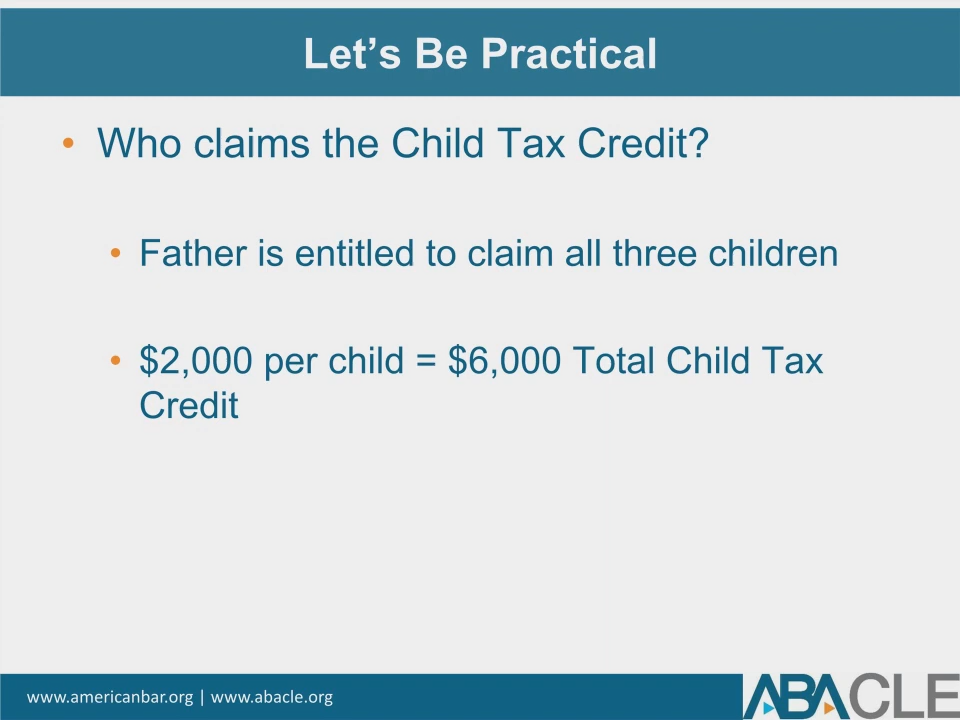 Let’s Be Practical
• Who claims the Child Tax Credit?
• Father is entitled to claim all three children
• $2,000 per child = $6,000 Total Child Tax
Credit
www.americanbar.org | www.abacle.org
ABACLE